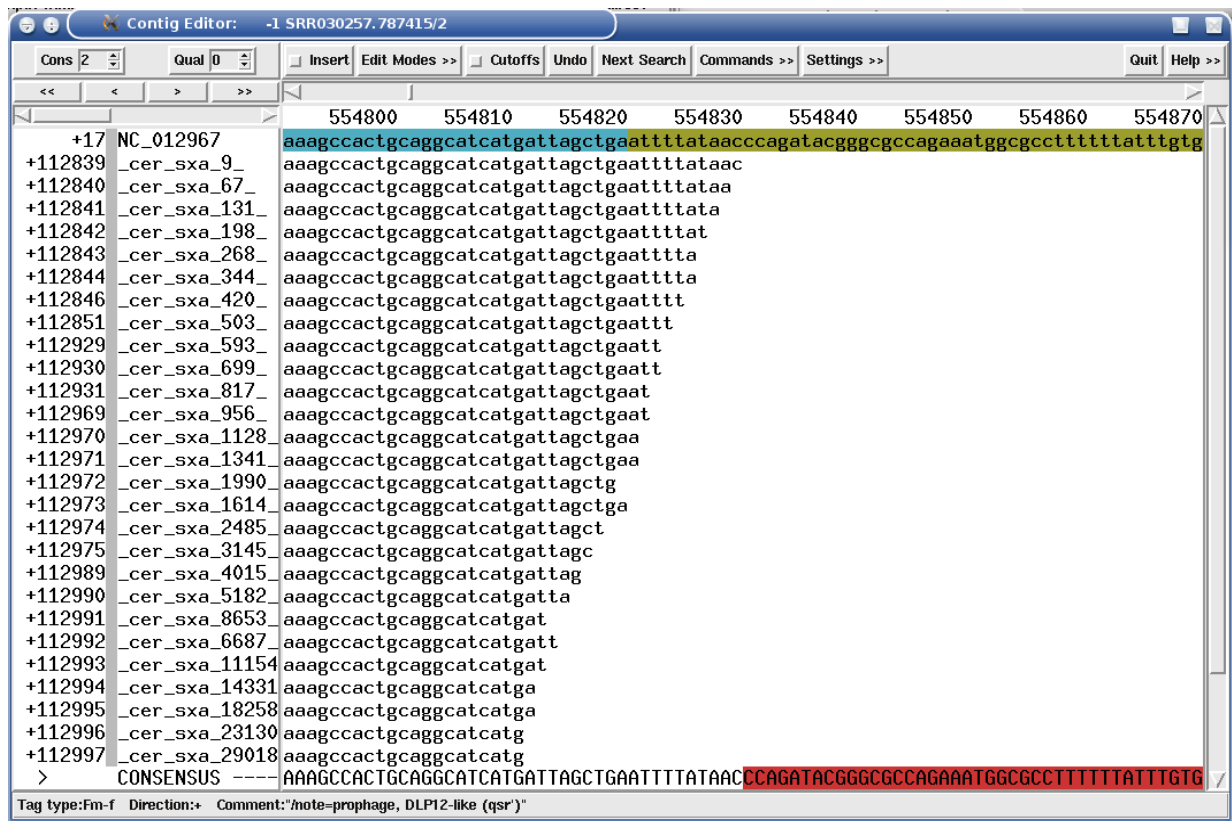 Contig Editor: -1 SRR030257.787415/2
Cons 2 Qual 0 Insert Edit Modes >> Cutoffs Undo Next Search Commands >> Settings >> Quit Help >>
<< < > >>
554800 554810 554820 554830 554840 554850 554860 554870
+17 NC_012967 aaagccactgcaggcatcatgattagctgaattttataacccagatacgggcgccagaaatggcgccttttttatttgtg
+112839 _cer_sxa_9_ aaagccactgcaggcatcatgattagctgaattttataac
+112840 _cer_sxa_67_ aaagccactgcaggcatcatgattagctgaattttataa
+112841 _cer_sxa_131_ aaagccactgcaggcatcatgattagctgaattttata
+112842 _cer_sxa_198_ aaagccactgcaggcatcatgattagctgaattttat
+112843 _cer_sxa_268_ aaagccactgcaggcatcatgattagctgaatttta
+112844 _cer_sxa_344_ aaagccactgcaggcatcatgattagctgaatttta
+112846 _cer_sxa_420_ aaagccactgcaggcatcatgattagctgaatttt
+112851 _cer_sxa_503_ aaagccactgcaggcatcatgattagctgaattt
+112929 _cer_sxa_593_ aaagccactgcaggcatcatgattagctgaatt
+112930 _cer_sxa_699_ aaagccactgcaggcatcatgattagctgaatt
+112931 _cer_sxa_817_ aaagccactgcaggcatcatgattagctgaat
+112969 _cer_sxa_956_ aaagccactgcaggcatcatgattagctgaat
+112970 _cer_sxa_1128_ aaagccactgcaggcatcatgattagctgaa
+112971 _cer_sxa_1341_ aaagccactgcaggcatcatgattagctgaa
+112972 _cer_sxa_1990_ aaagccactgcaggcatcatgattagctg
+112973 _cer_sxa_1614_ aaagccactgcaggcatcatgattagctga
+112974 _cer_sxa_2485_ aaagccactgcaggcatcatgattagct
+112975 _cer_sxa_3145_ aaagccactgcaggcatcatgattagc
+112989 _cer_sxa_4015_ aaagccactgcaggcatcatgattag
+112990 _cer_sxa_5182_ aaagccactgcaggcatcatgatta
+112991 _cer_sxa_8653_ aaagccactgcaggcatcatgat
+112992 _cer_sxa_6687_ aaagccactgcaggcatcatgatt
+112993 _cer_sxa_11154 aaagccactgcaggcatcatgat
+112994 _cer_sxa_14331 aaagccactgcaggcatcatga
+112995 _cer_sxa_18258 aaagccactgcaggcatcatga
+112996 _cer_sxa_23130 aaagccactgcaggcatcatg
+112997 _cer_sxa_29018 aaagccactgcaggcatcatg
> CONSENSUS ---- AAAGCCACTGCAGGCATCATGATTAGCTGAATTTTATAACCCAGATACGGGCGCCAGAAATGGCGCCTTTTTTATTTGTG
Tag type:Fm-f Direction:+ Comment:"/note=prophage, DLP12-like (qsr')"